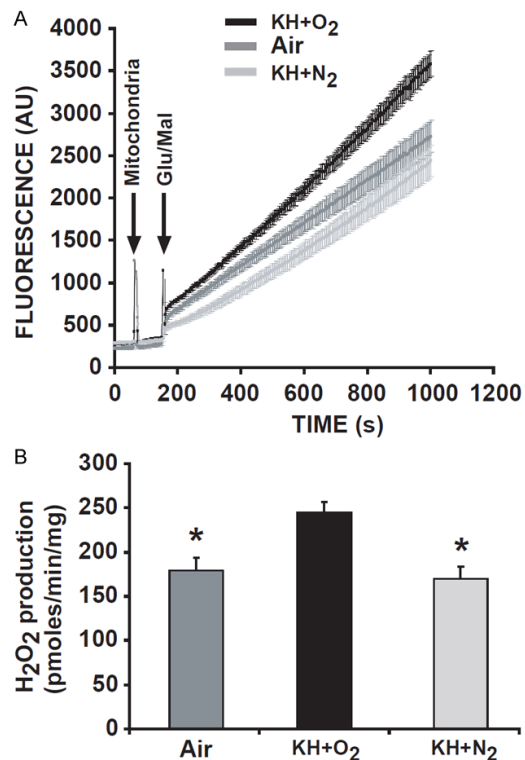 A
KH+O2
Air
KH+N2
FLUORESCENCE (AU)
4000
3500
3000
2500
2000
1500
1000
500
0
Mitochondria
Glu/Mal
0 200 400 600 800 1000 1200
TIME (s)
B
H2O2 production
(pmoles/min/mg)
300
250
200
150
100
50
0
*
*
Air KH+O2 KH+N2